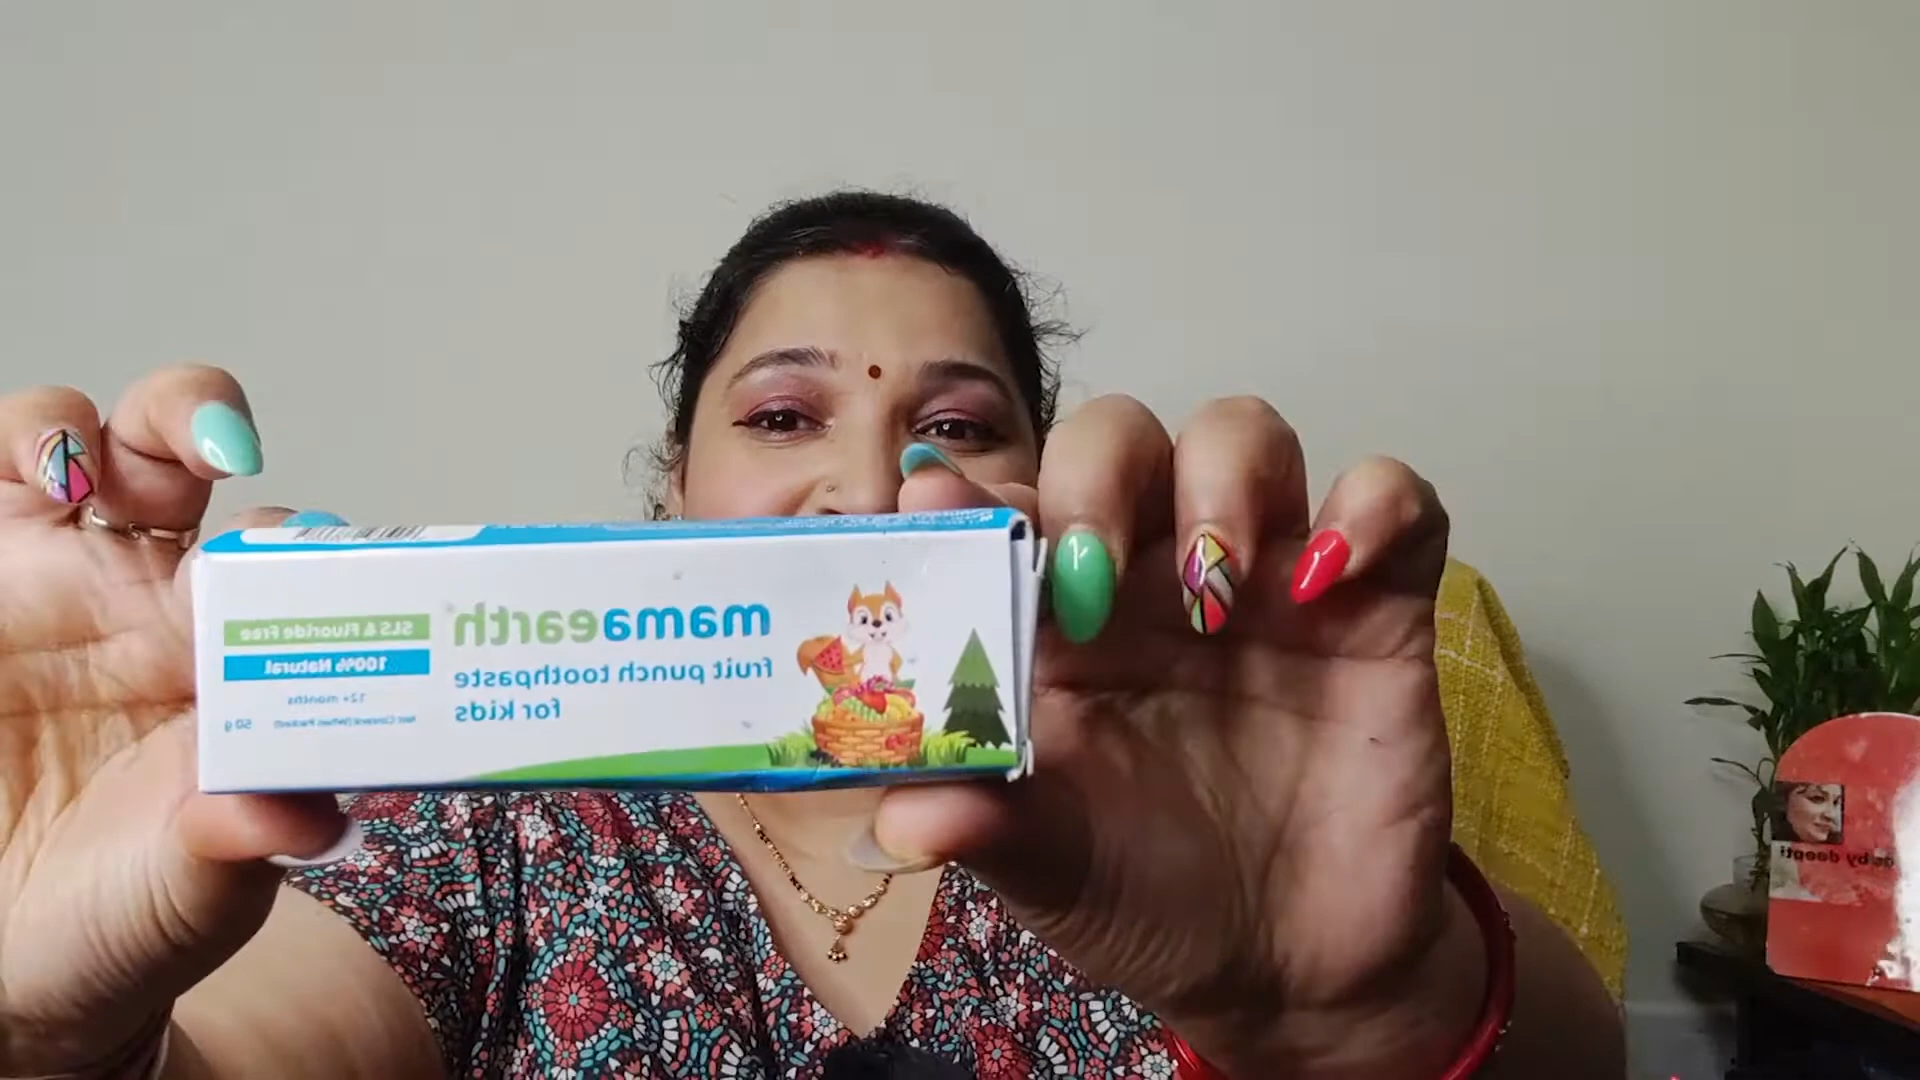 mamaearth
fruit punch toothpaste
for kids
SLS & Fluoride Free
100% Natural
12+ months
Net Content (When Packed) 50 g
by deepti